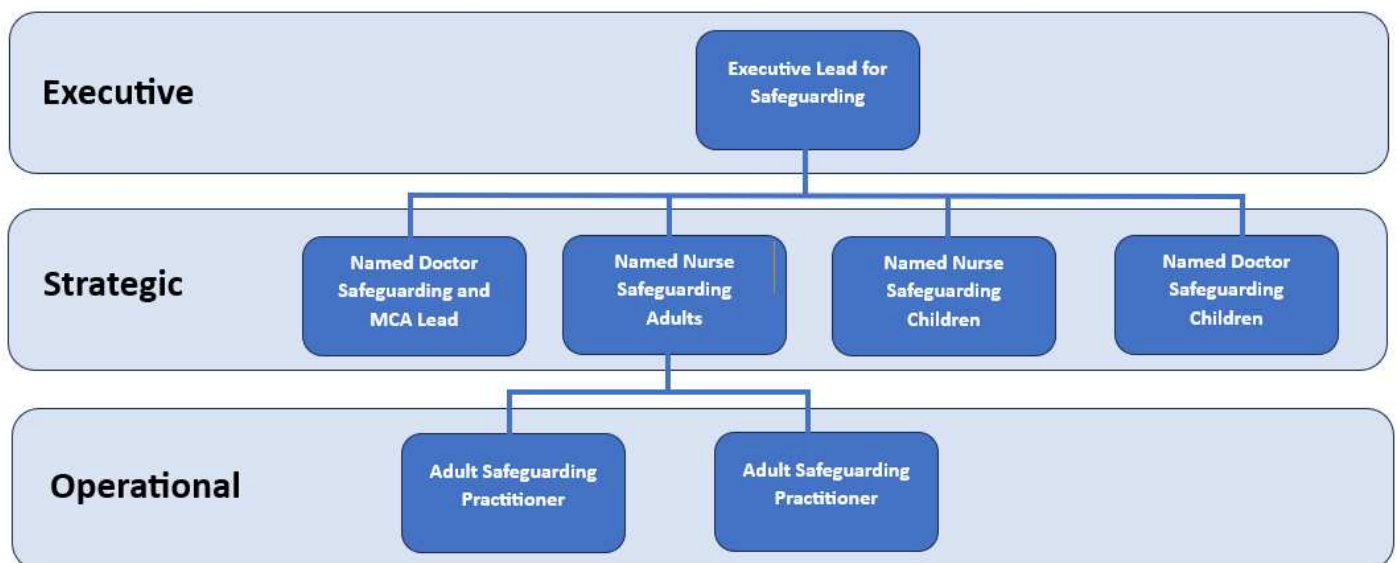 Executive
Executive Lead for
Safeguarding
Strategic
Named Doctor
Safeguarding and
MCA Lead
Named Nurse
Safeguarding
Adults
Named Nurse
Safeguarding
Children
Named Doctor
Safeguarding
Children
Operational
Adult Safeguarding
Practitioner
Adult Safeguarding
Practitioner